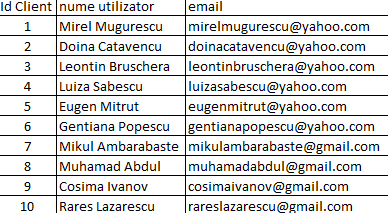 Id Client nume utilizator email
1 Mirel Mugurescu mirelmugurescu@yahoo.com
2 Doina Catavencu doinacatavencu@yahoo.com
3 Leontin Bruschera leontinbruschera@yahoo.com
4 Luiza Sabescu luizasabescu@yahoo.com
5 Eugen Mitrut eugenmitrut@yahoo.com
6 Gentiana Popescu gentianapopescu@yahoo.com
7 Mikul Ambarabaste mikulambarabaste@gmail.com
8 Muhamad Abdul muhamadabdul@gmail.com
9 Cosima Ivanov cosimaivanov@gmail.com
10 Rares Lazarescu rareslazarescu@gmail.com